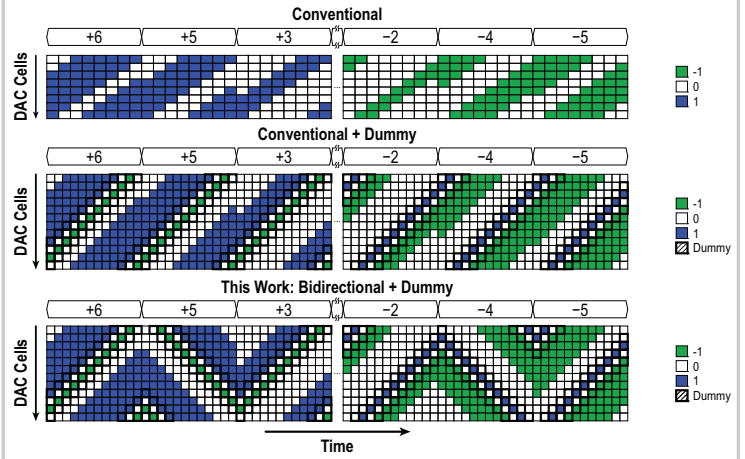 Conventional
+6 +5 +3 −2 −4 −5
DAC Cells
-1
0
1
Conventional + Dummy
+6 +5 +3 −2 −4 −5
DAC Cells
-1
0
1
Dummy
This Work: Bidirectional + Dummy
+6 +5 +3 −2 −4 −5
DAC Cells
-1
0
1
Dummy
Time